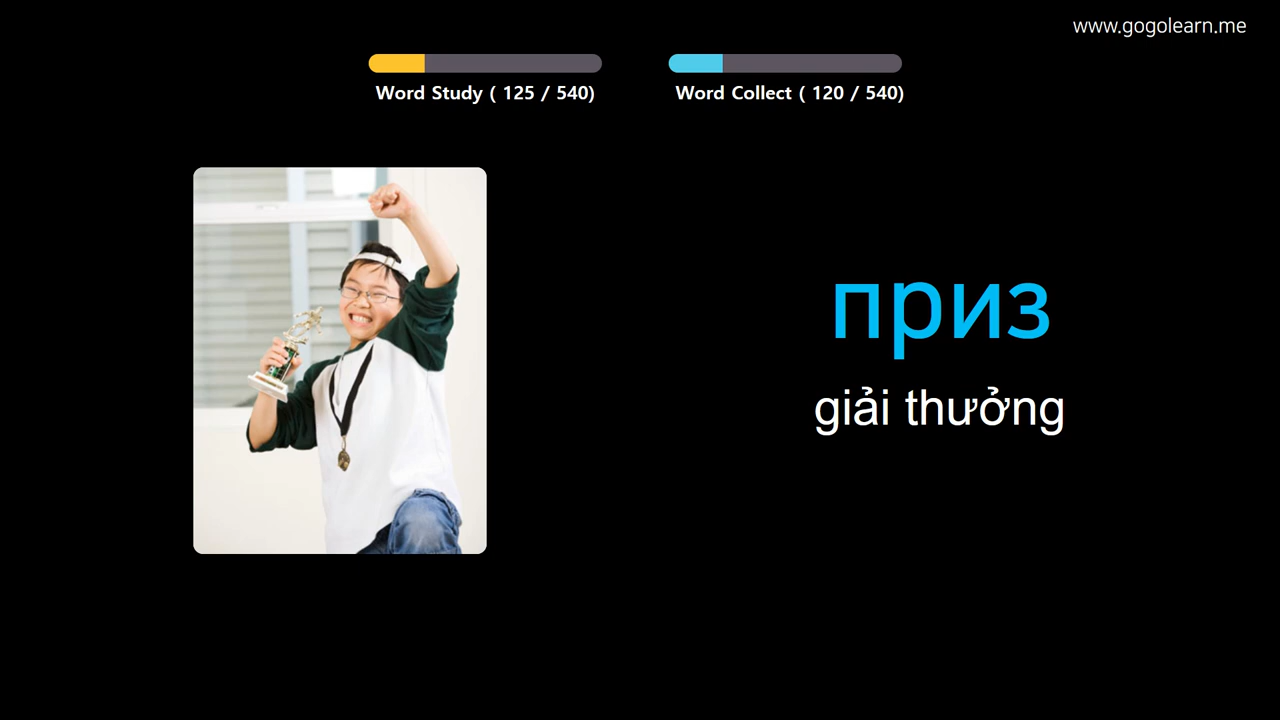 www.gogolearn.me
Word Study ( 125 / 540)
Word Collect ( 120 / 540)
приз
giải thưởng